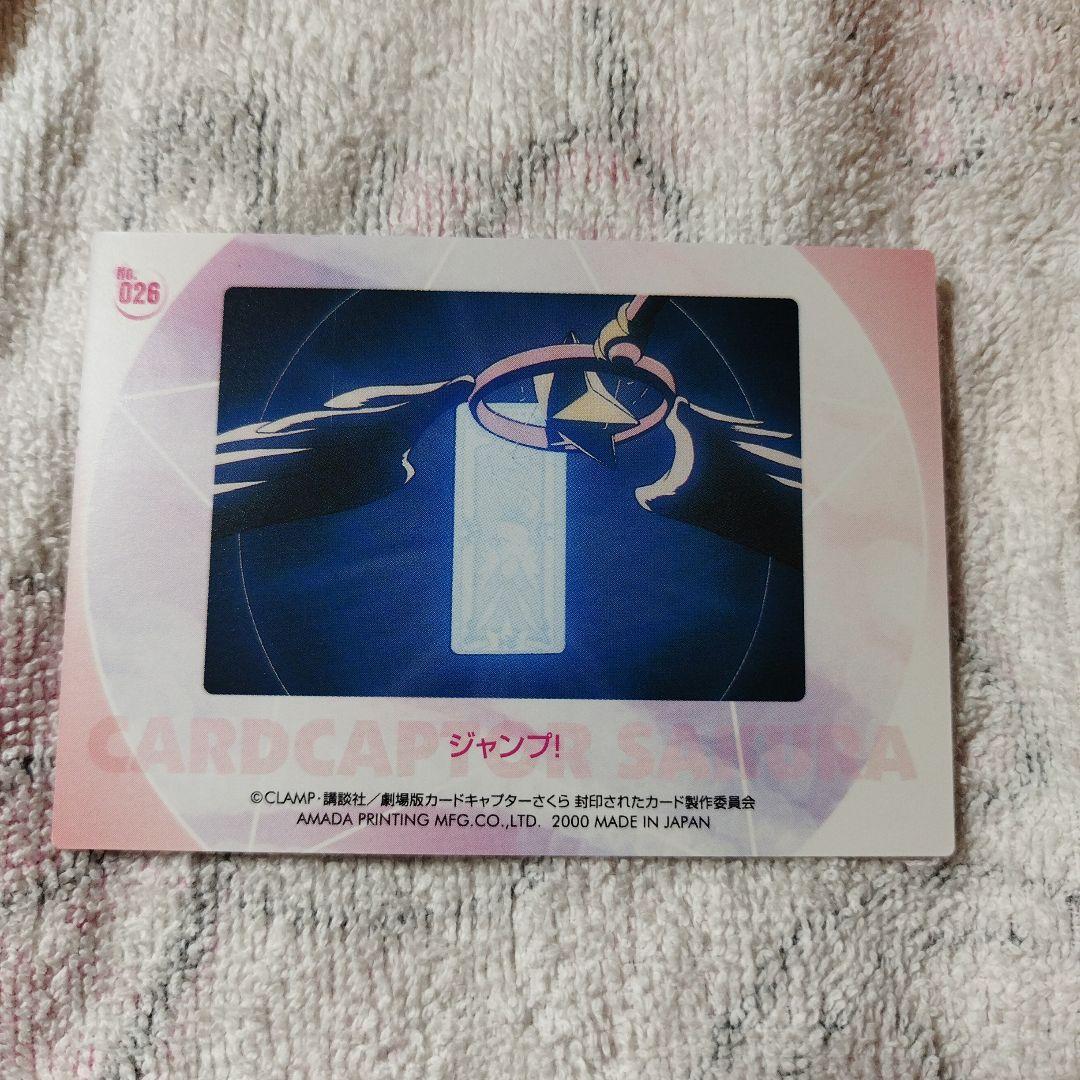 No.
026
CARDCAPTOR SAKURA
ジャンプ!
©CLAMP・講談社／劇場版カードキャプターさくら 封印されたカード製作委員会
AMADA PRINTING MFG.CO.,LTD. 2000 MADE IN JAPAN